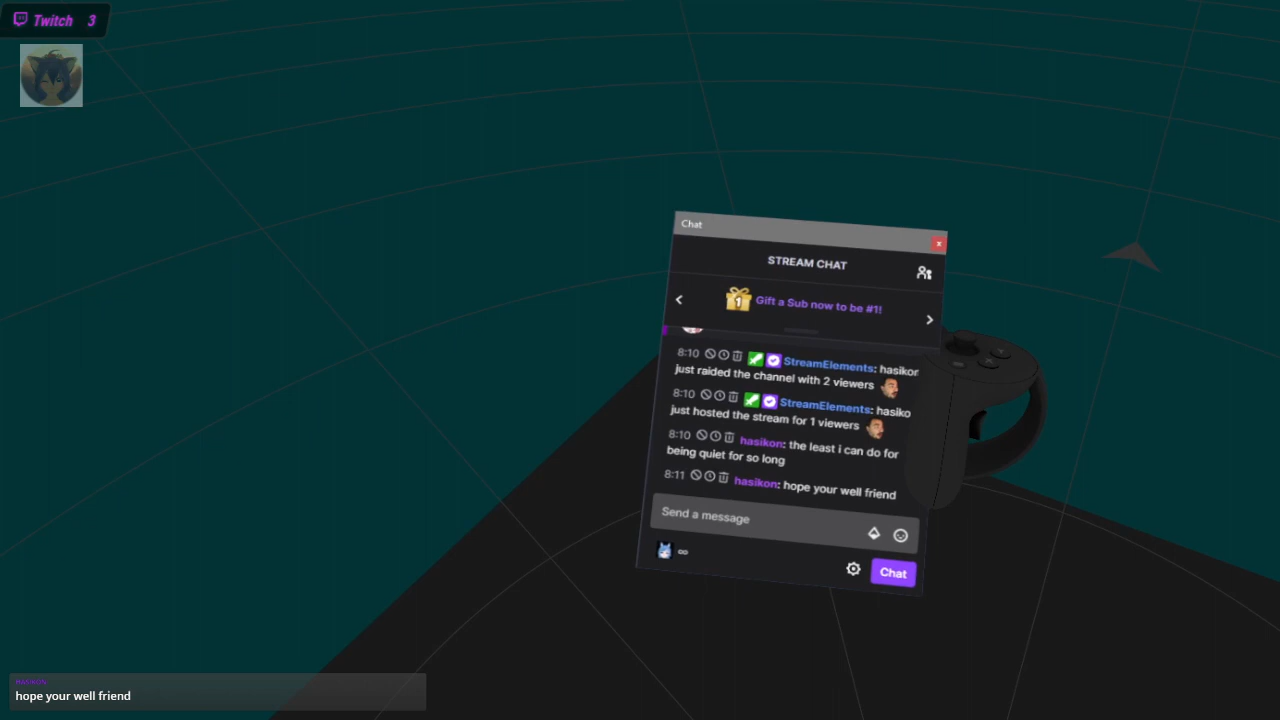 Twitch 3
Chat
STREAM CHAT
Gift a Sub now to be #1!
8:10 StreamElements: hasikon
just raided the channel with 2 viewers
8:10 StreamElements: hasiko
just hosted the stream for 1 viewers
8:10 hasikon: the least i can do for
being quiet for so long
8:11 hasikon: hope your well friend
Send a message
∞
Chat
HASIKON
hope your well friend